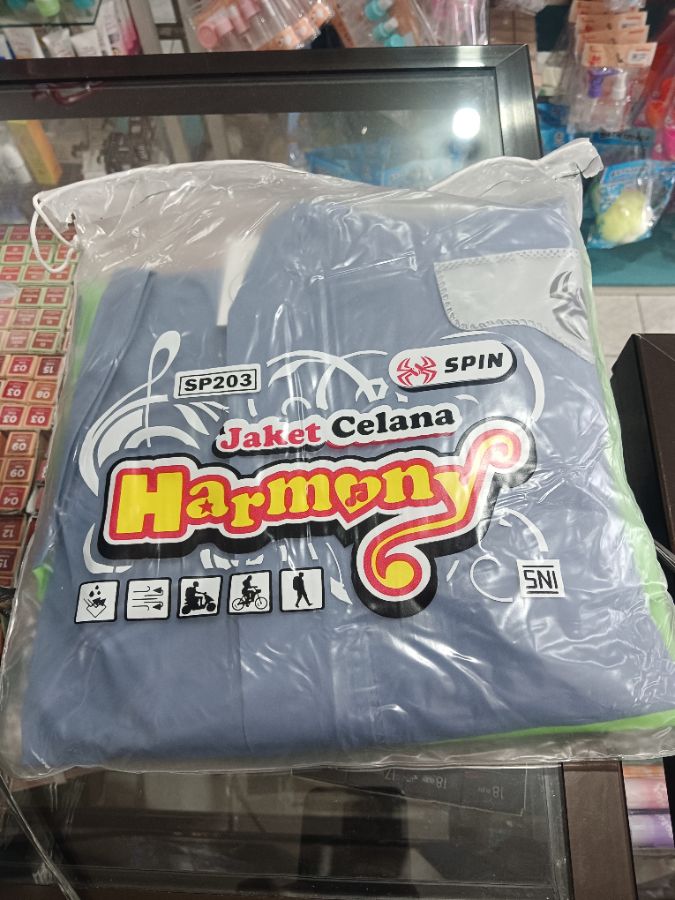 SP203
SPIN
Jaket Celana
Harmony
SNI